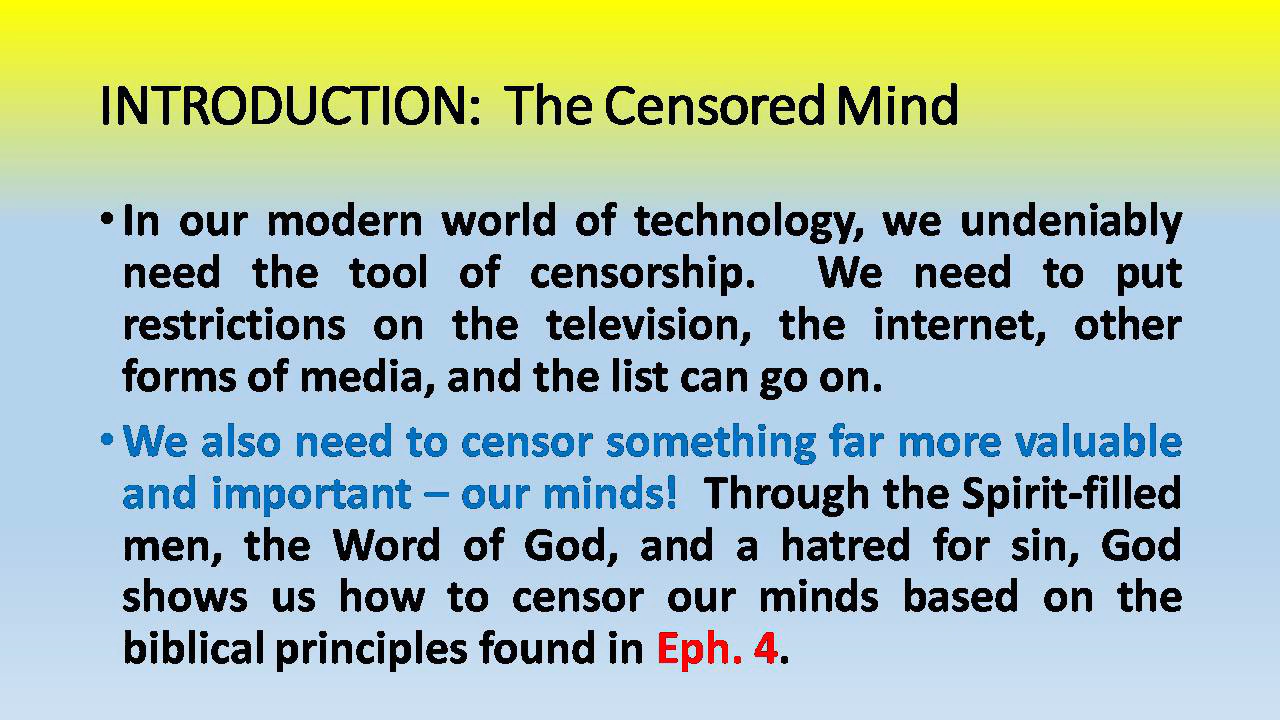 INTRODUCTION: The Censored Mind
• In our modern world of technology, we undeniably
need the tool of censorship. We need to put
restrictions on the television, the internet, other
forms of media, and the list can go on.
• We also need to censor something far more valuable
and important – our minds! Through the Spirit-filled
men, the Word of God, and a hatred for sin, God
shows us how to censor our minds based on the
biblical principles found in Eph. 4.